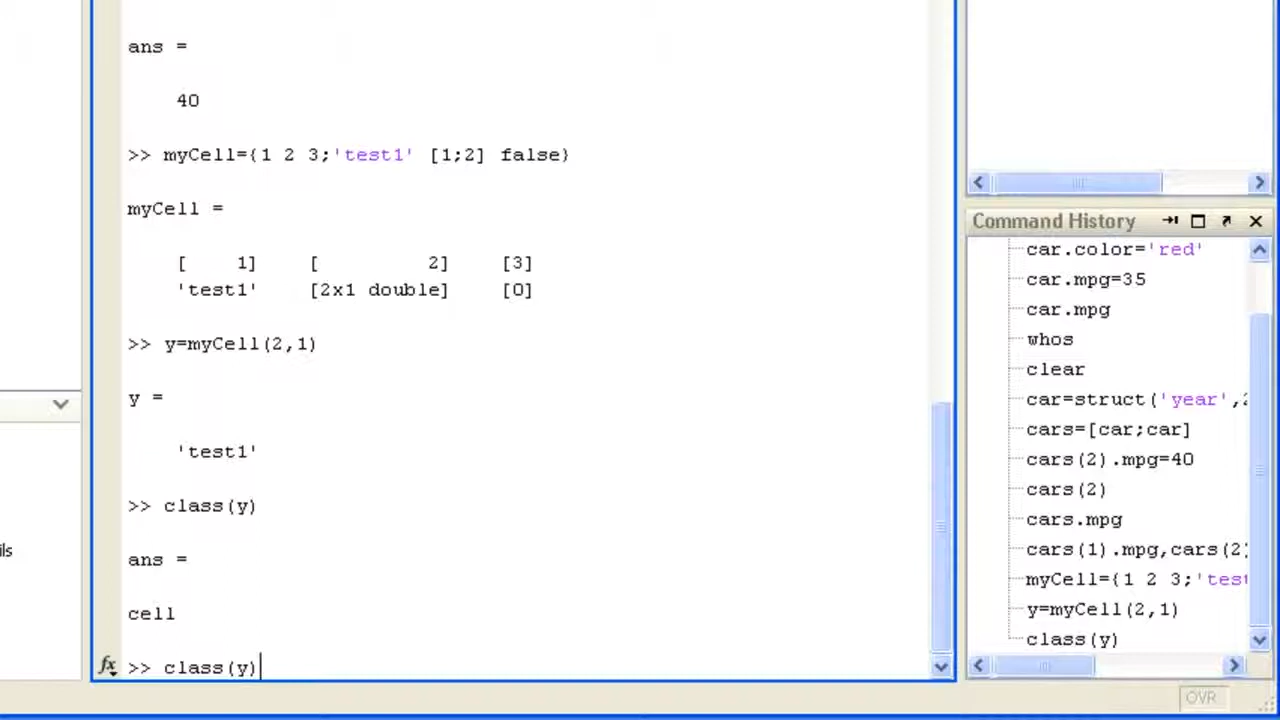 ans =
40
>> myCell={1 2 3;'test1' [1;2] false}
myCell =
[ 1] [ 2] [3]
'test1' [2x1 double] [0]
>> y=myCell(2,1)
y =
'test1'
>> class(y)
ans =
cell
fx >> class(y)
ils
Command History
car.color='red'
car.mpg=35
car.mpg
whos
clear
car=struct('year',2
cars=[car;car]
cars(2).mpg=40
cars(2)
cars.mpg
cars(1).mpg,cars(2)
myCell={1 2 3;'test
y=myCell(2,1)
class(y)
OVR